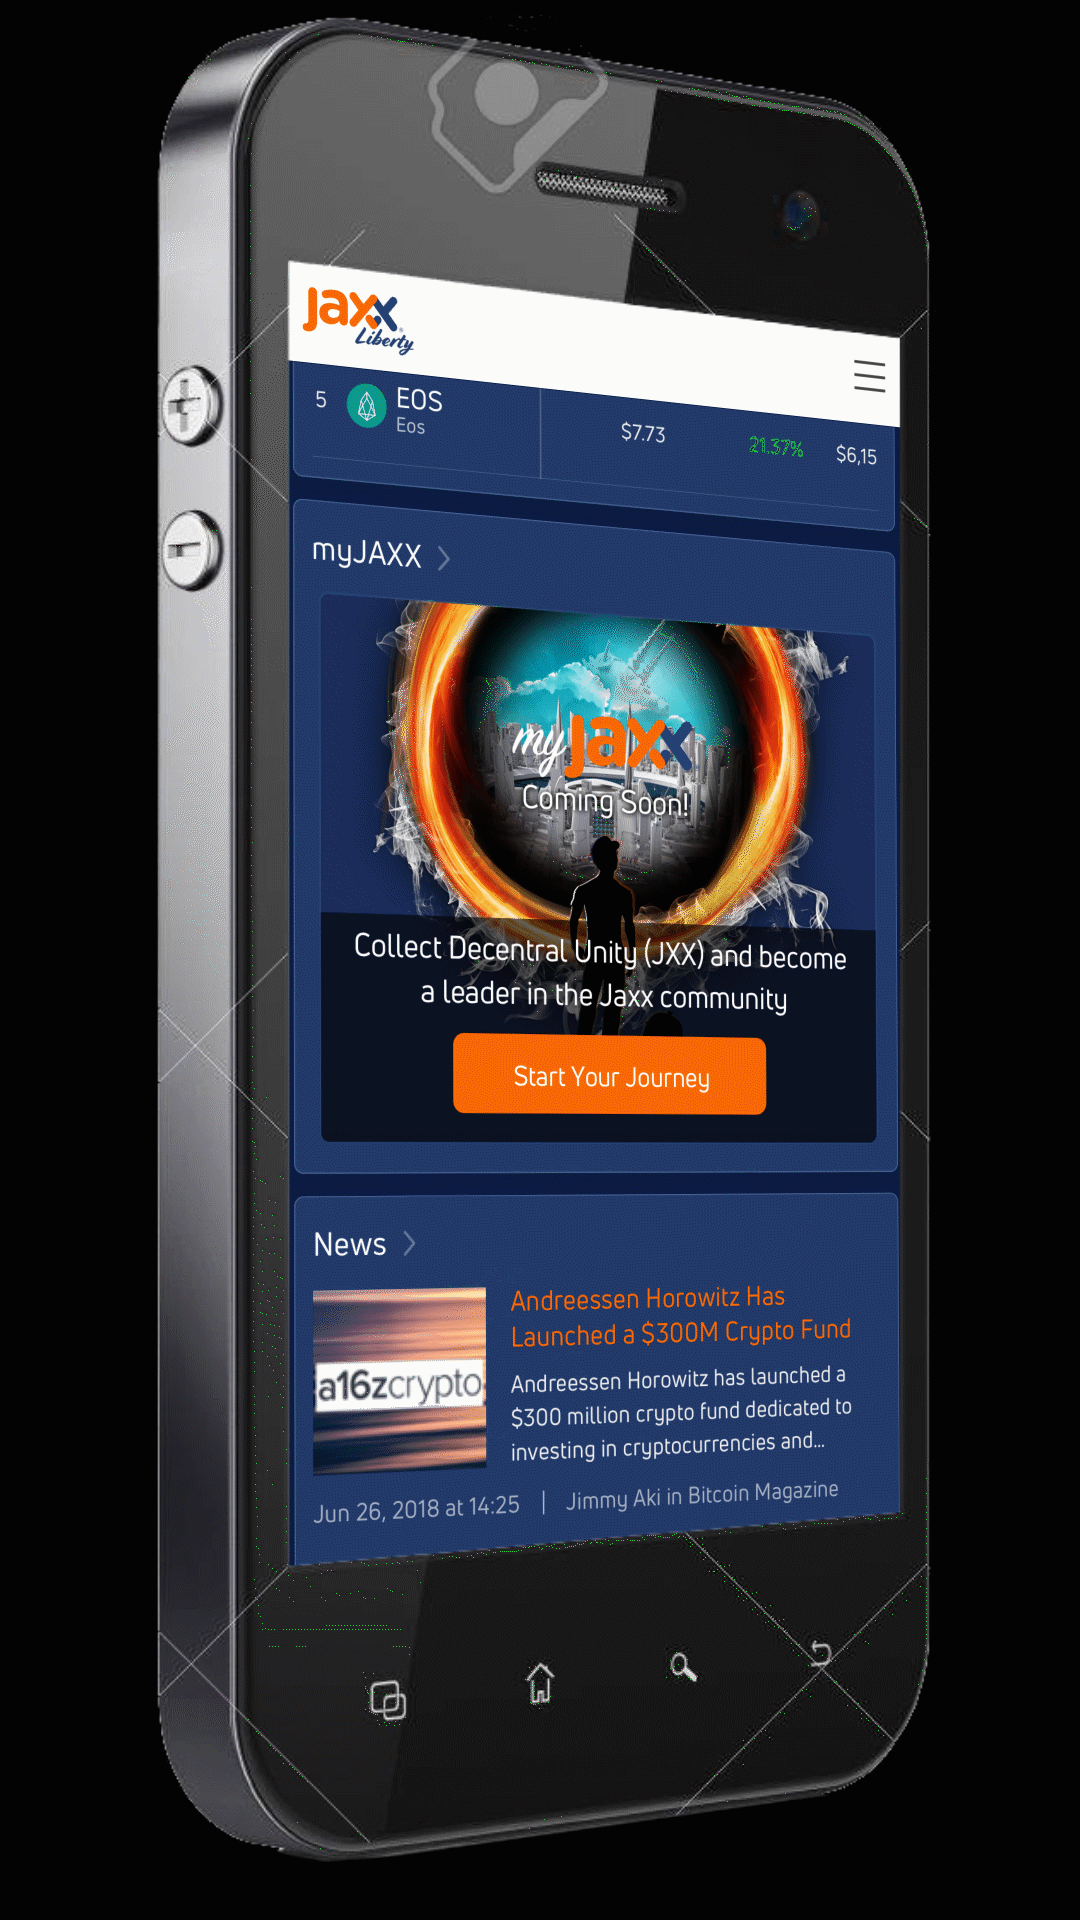 Jaxx
Liberty
5
EOS
Eos
$7.73
21.37%
$6,15
myJAXX
my Jaxx
Coming Soon!
Collect Decentral Unity (JXX) and become
a leader in the Jaxx community
Start Your Journey
News
a16zcrypto
Andreessen Horowitz Has
Launched a $300M Crypto Fund
Andreessen Horowitz has launched a
$300 million crypto fund dedicated to
investing in cryptocurrencies and...
Jun 26, 2018 at 14:25 | Jimmy Aki in Bitcoin Magazine